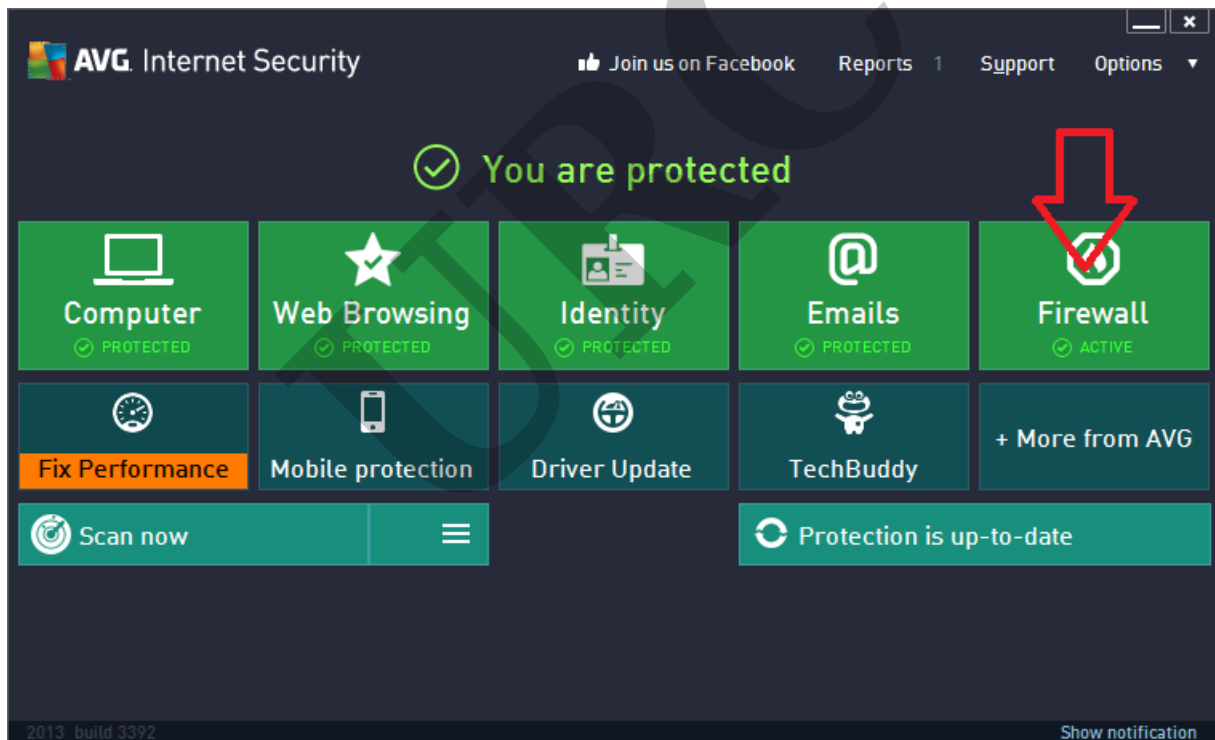 AVG. Internet Security
Join us on Facebook Reports 1 Support Options
You are protected
Computer Web Browsing Identity Emails Firewall
PROTECTED PROTECTED PROTECTED PROTECTED ACTIVE
+ More from AVG
Fix Performance Mobile protection Driver Update TechBuddy
Scan now Protection is up-to-date
2013 build 3392 Show notification
URC